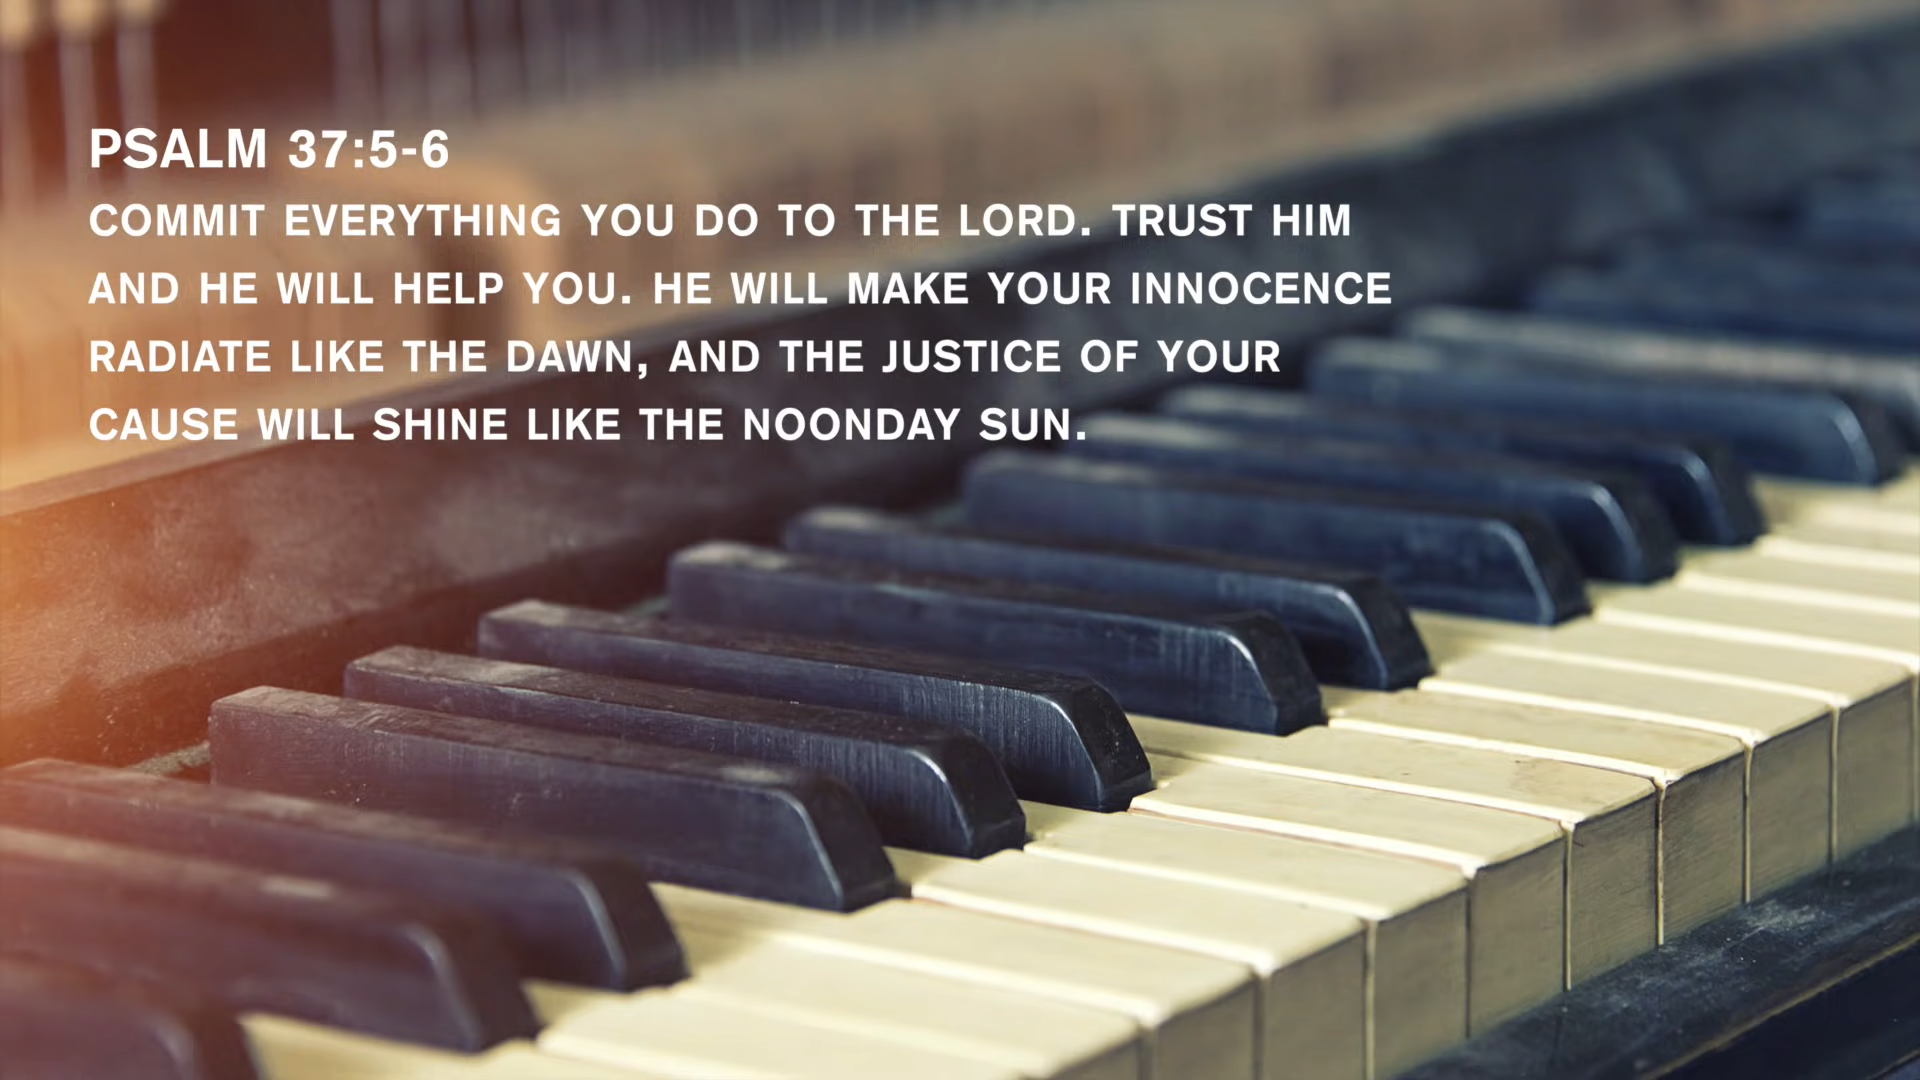 PSALM 37:5-6
COMMIT EVERYTHING YOU DO TO THE LORD. TRUST HIM
AND HE WILL HELP YOU. HE WILL MAKE YOUR INNOCENCE
RADIATE LIKE THE DAWN, AND THE JUSTICE OF YOUR
CAUSE WILL SHINE LIKE THE NOONDAY SUN.